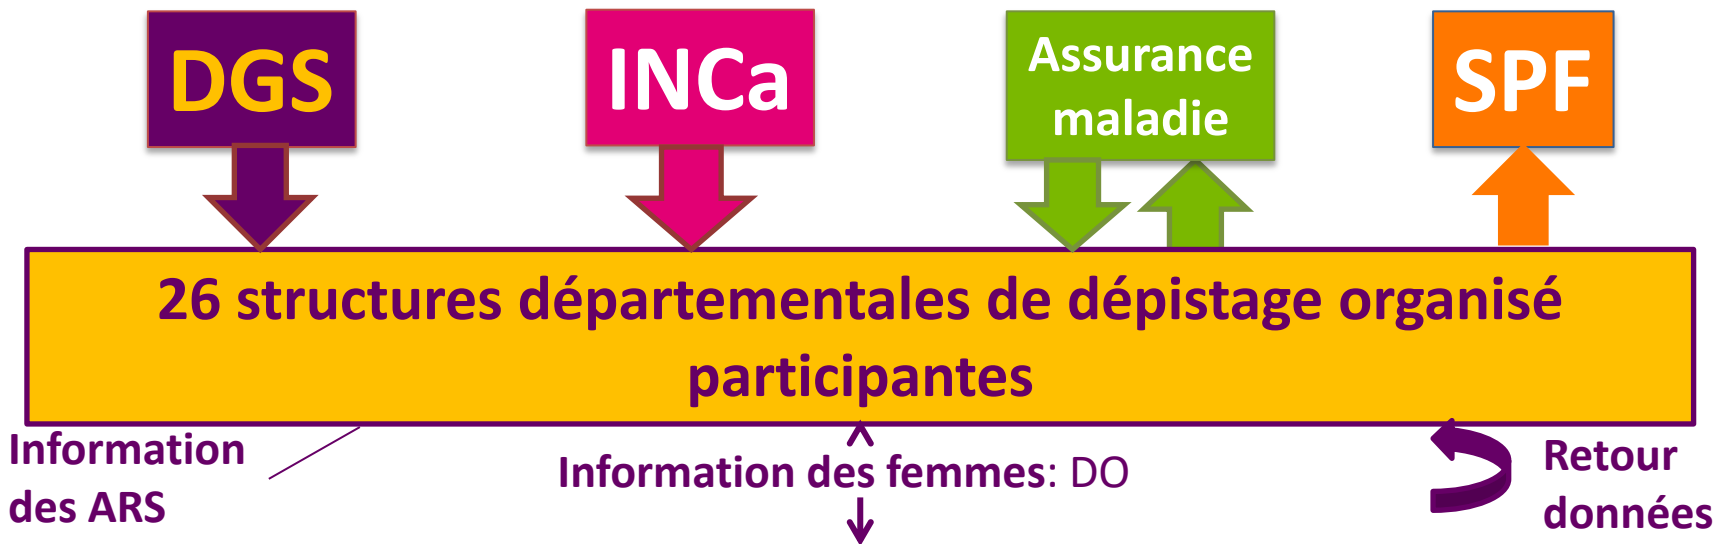 DGS
INCa
Assurance
maladie
SPF
26 structures départementales de dépistage organisé
participantes
Information
des ARS
Information des femmes: DO
Retour
données